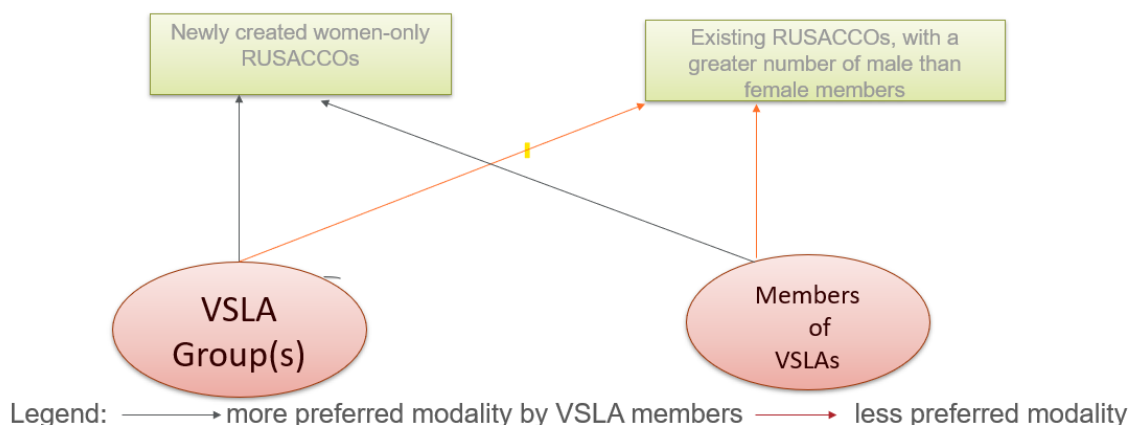 Newly created women-only
RUSACCOs
Existing RUSACCOs, with a
greater number of male than
female members
VSLA
Group(s)
Members
of
VSLAs
Legend: more preferred modality by VSLA members less preferred modality